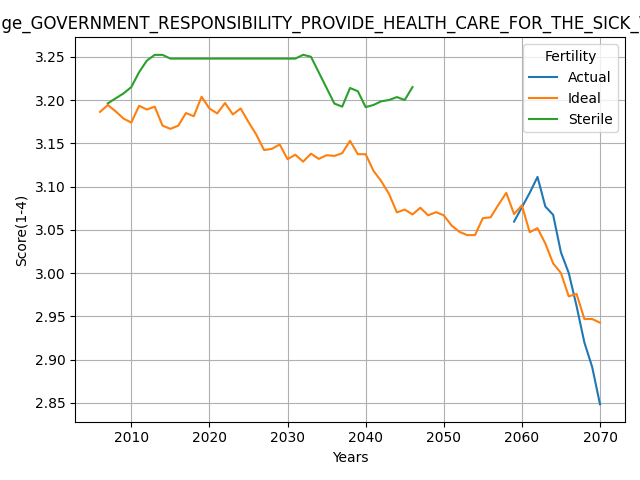 ge_GOVERNMENT_RESPONSIBILITY_PROVIDE_HEALTH_CARE_FOR_THE_SICK_
Fertility
Actual
Ideal
Sterile
Score(1-4)
3.25
3.20
3.15
3.10
3.05
3.00
2.95
2.90
2.85
2010 2020 2030 2040 2050 2060 2070
Years